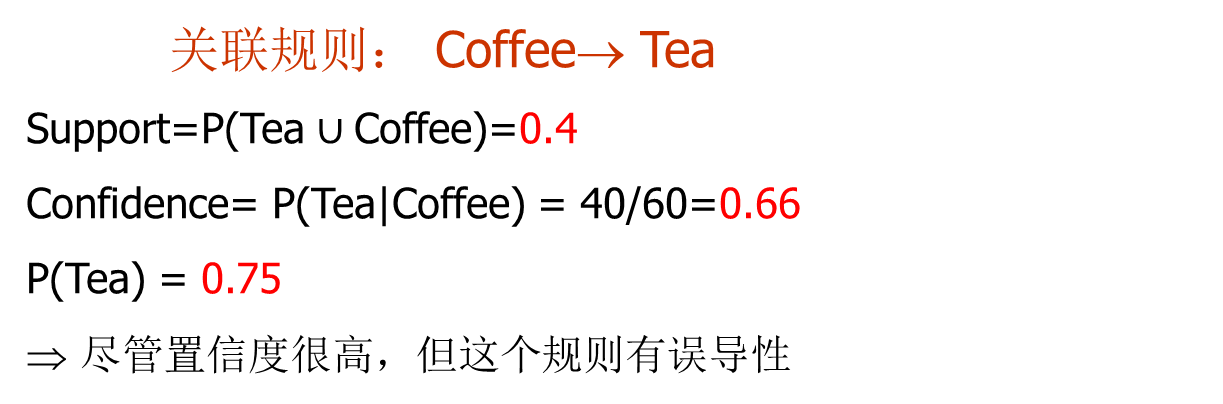 关联规则： Coffee→ Tea
Support=P(Tea ∪ Coffee)=0.4
Confidence= P(Tea|Coffee) = 40/60=0.66
P(Tea) = 0.75
⇒ 尽管置信度很高，但这个规则有误导性